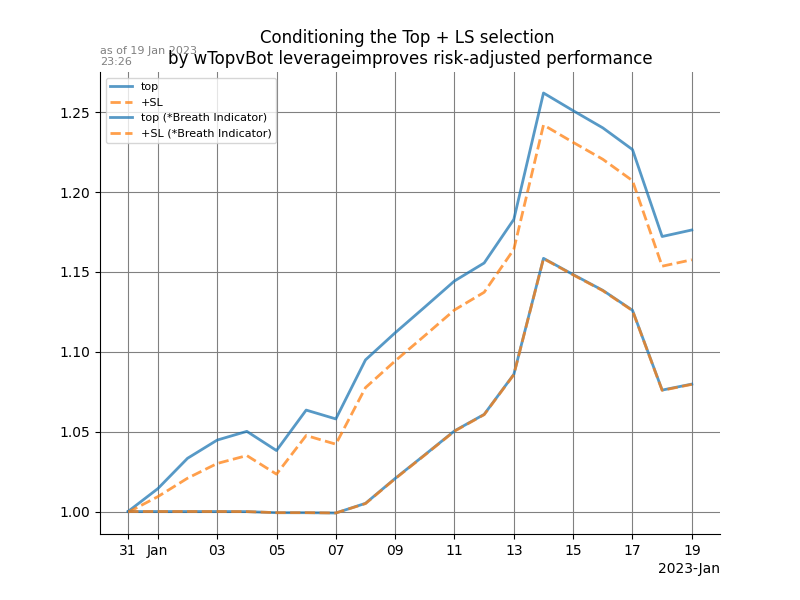 Conditioning the Top + LS selection
by wTopvBot leverageimproves risk-adjusted performance
as of 19 Jan 2023
23:26
top
+SL
top (*Breath Indicator)
+SL (*Breath Indicator)
1.25
1.20
1.15
1.10
1.05
1.00
31 Jan 03 05 07 09 11 13 15 17 19
2023-Jan